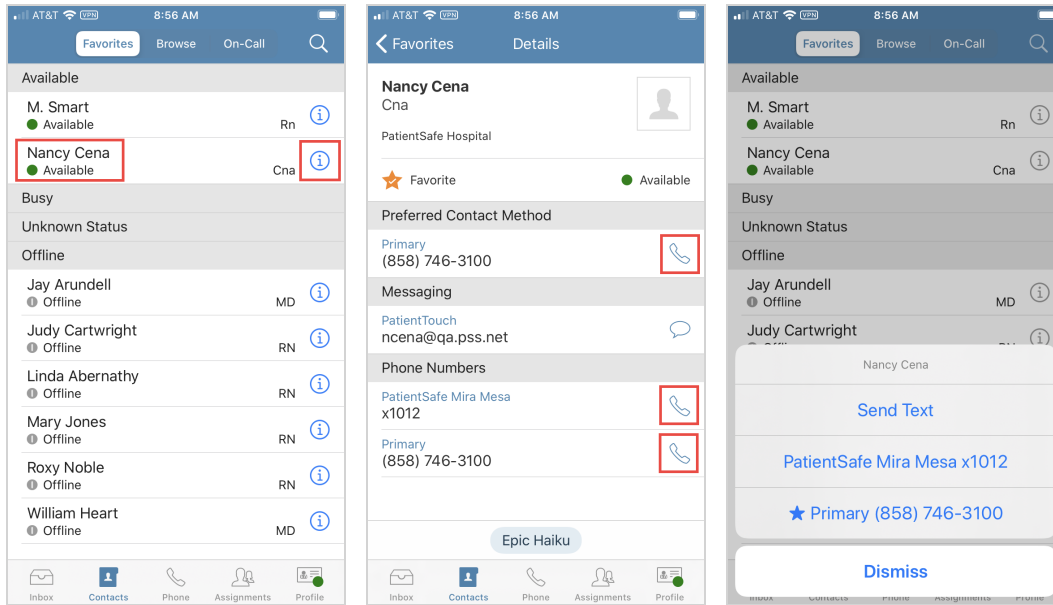 AT&T VPN 8:56 AM
Favorites Browse On-Call
Available
M. Smart
Available Rn
Nancy Cena
Available Cna
Busy
Unknown Status
Offline
Jay Arundell
Offline MD
Judy Cartwright
Offline RN
Linda Abernathy
Offline RN
Mary Jones
Offline RN
Roxy Noble
Offline RN
William Heart
Offline MD
Inbox Contacts Phone Assignments Profile
AT&T VPN 8:56 AM
Favorites Details
Nancy Cena
Cna
PatientSafe Hospital
Favorite Available
Preferred Contact Method
Primary
(858) 746-3100
Messaging
PatientTouch
ncena@qa.pss.net
Phone Numbers
PatientSafe Mira Mesa
x1012
Primary
(858) 746-3100
Epic Haiku
Inbox Contacts Phone Assignments Profile
AT&T VPN 8:56 AM
Favorites Browse On-Call
Available
M. Smart
Available Rn
Nancy Cena
Available Cna
Busy
Unknown Status
Offline
Jay Arundell
Offline MD
Judy Cartwright
Nancy Cena
Send Text
PatientSafe Mira Mesa x1012
Primary (858) 746-3100
Dismiss